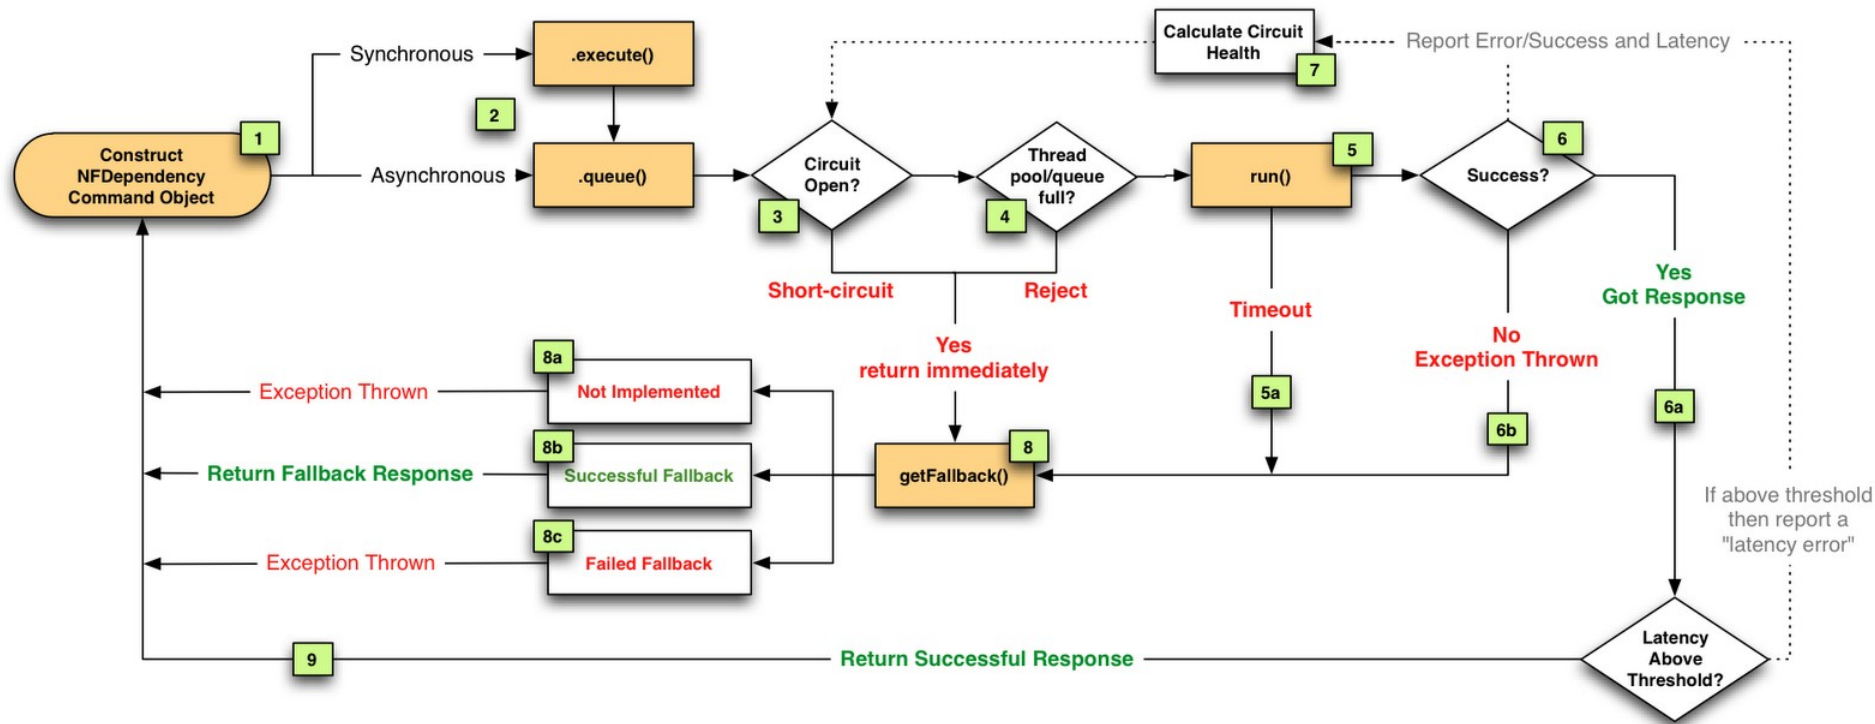 Synchronous
.execute()
2
1
Construct
NFDependency
Command Object
Asynchronous
.queue()
Calculate Circuit
Health
7
Report Error/Success and Latency
Circuit
Open?
3
Thread
pool/queue
full?
4
5
run()
6
Success?
Short-circuit
Reject
Yes
return immediately
Timeout
5a
No
Exception Thrown
6b
Yes
Got Response
6a
8
getFallback()
8a
Not Implemented
Exception Thrown
8b
Successful Fallback
Return Fallback Response
8c
Failed Fallback
Exception Thrown
If above threshold
then report a
"latency error"
Latency
Above
Threshold?
Return Successful Response
9